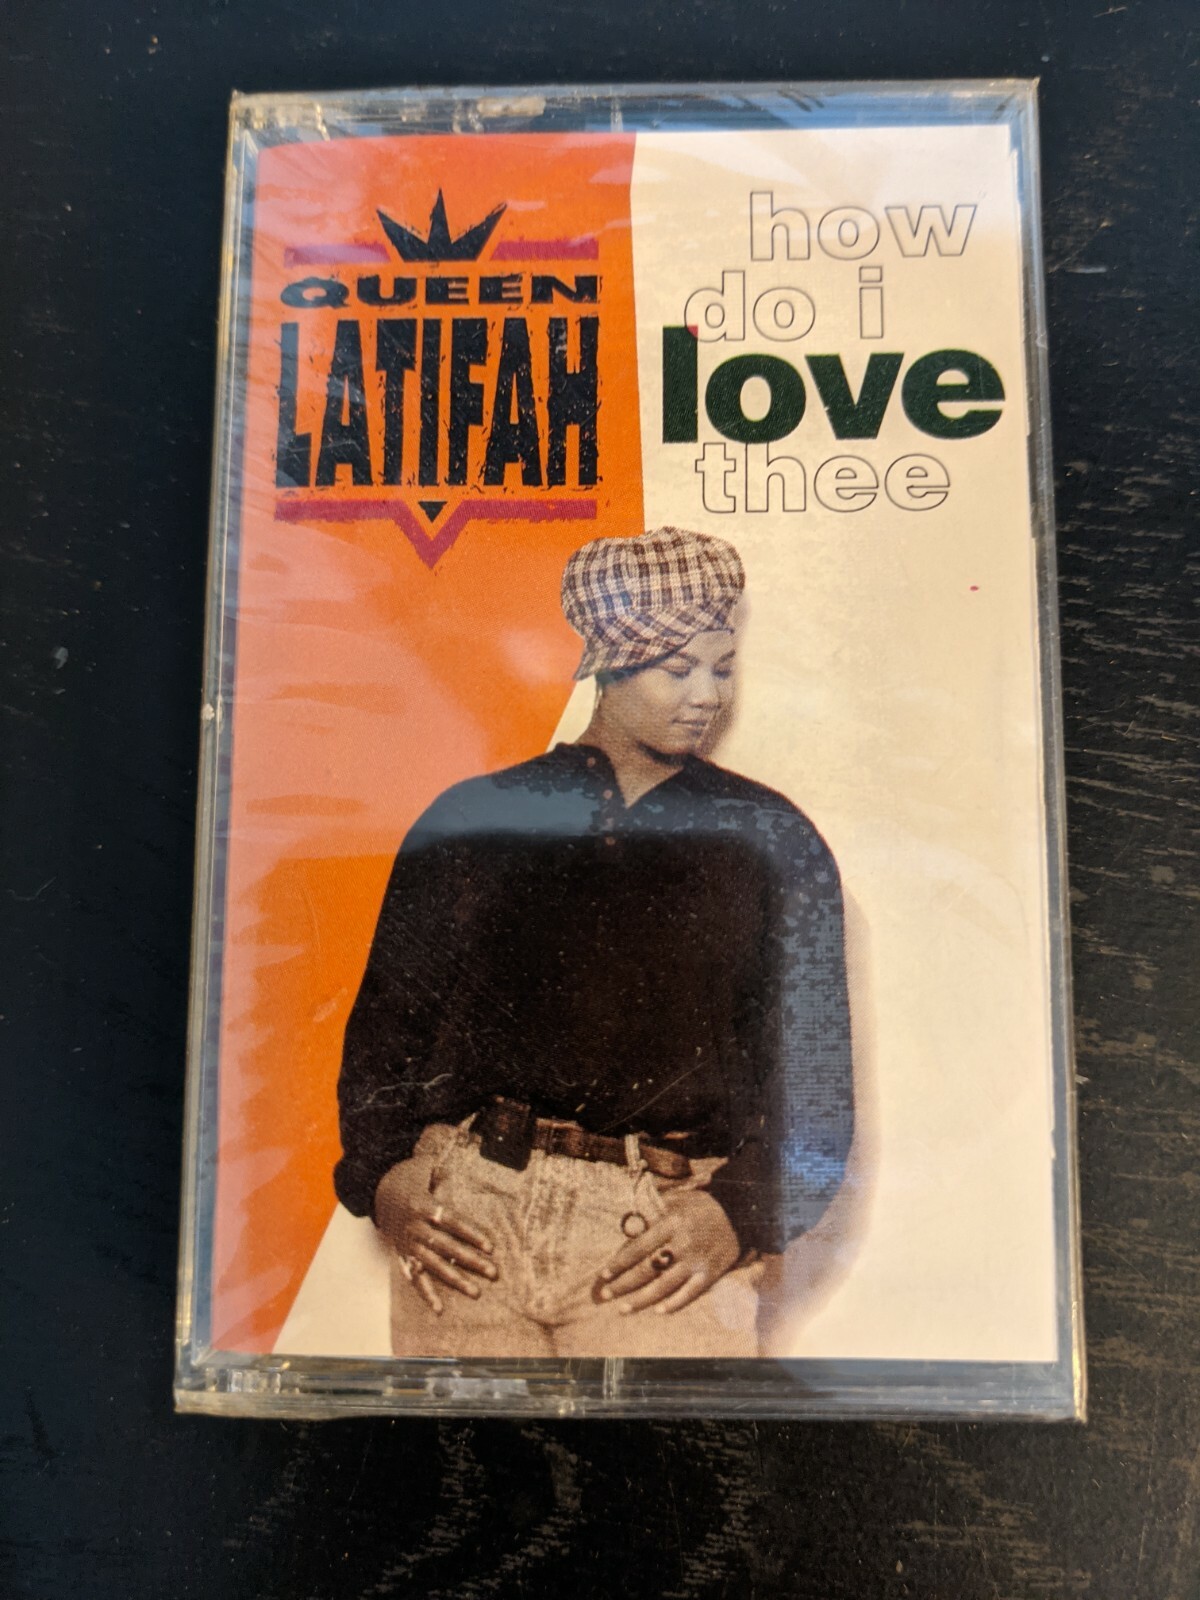 QUEEN
LATIFAH
how
do i
love
thee